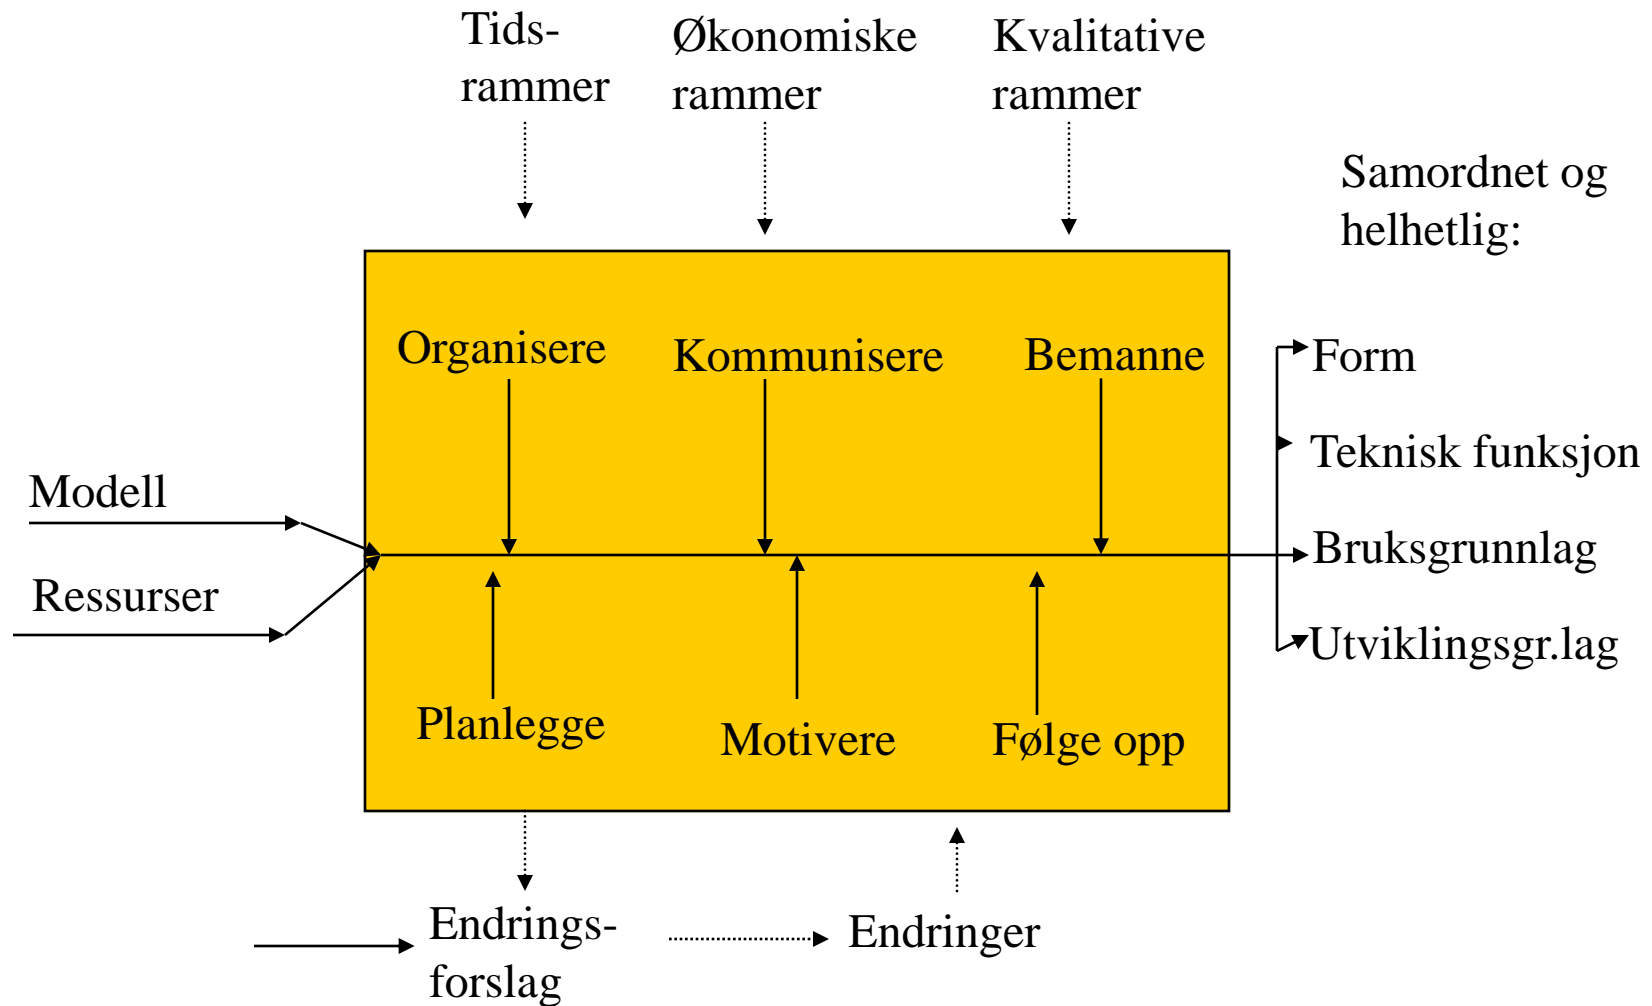 Tids-
rammer
Økonomiske
rammer
Kvalitative
rammer
Samordnet og
helhetlig:
Organisere
Kommunisere
Bemanne
Form
Teknisk funksjon
Modell
Bruksgrunnlag
Ressurser
Utviklingsgr.lag
Planlegge
Motivere
Følge opp
Endrings-
forslag
Endringer